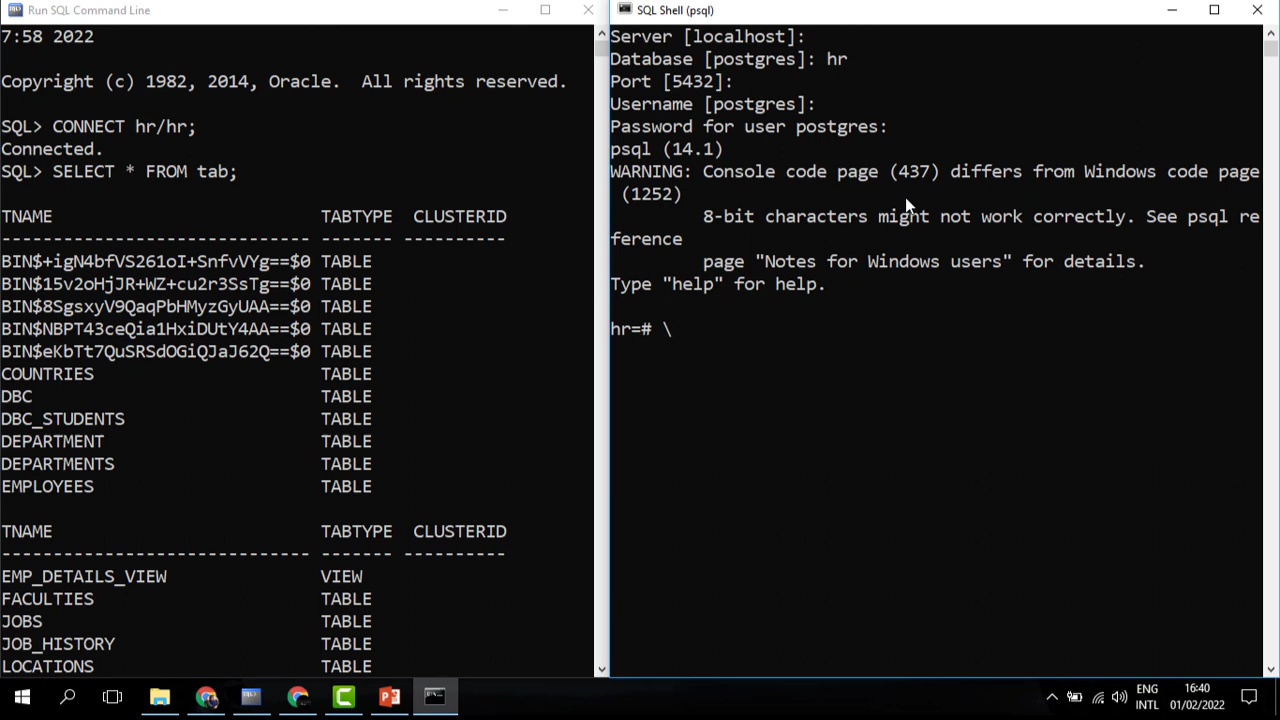 Run SQL Command Line
7:58 2022
Copyright (c) 1982, 2014, Oracle.  All rights reserved.
SQL> CONNECT hr/hr;
Connected.
SQL> SELECT * FROM tab;
TNAME                          TABTYPE  CLUSTERID
------------------------------ ------- ----------
BIN$+igN4bfVS261oI+SnfvVYg==$0 TABLE
BIN$15v2oHjJR+WZ+cu2r3SsTg==$0 TABLE
BIN$8SgsxyV9QaqPbHMyzGyUAA==$0 TABLE
BIN$NBPT43ceQia1HxiDUtY4AA==$0 TABLE
BIN$eKbTt7QuSRSdOGiQJaJ62Q==$0 TABLE
COUNTRIES                      TABLE
DBC                            TABLE
DBC_STUDENTS                   TABLE
DEPARTMENT                     TABLE
DEPARTMENTS                    TABLE
EMPLOYEES                      TABLE
TNAME                          TABTYPE  CLUSTERID
------------------------------ ------- ----------
EMP_DETAILS_VIEW               VIEW
FACULTIES                      TABLE
JOBS                           TABLE
JOB_HISTORY                    TABLE
LOCATIONS                      TABLE
SQL Shell (psql)
Server [localhost]:
Database [postgres]: hr
Port [5432]:
Username [postgres]:
Password for user postgres:
psql (14.1)
WARNING: Console code page (437) differs from Windows code page
 (1252)
         8-bit characters might not work correctly. See psql re
ference
         page "Notes for Windows users" for details.
Type "help" for help.
hr=# \
ENG
INTL
16:40
01/02/2022